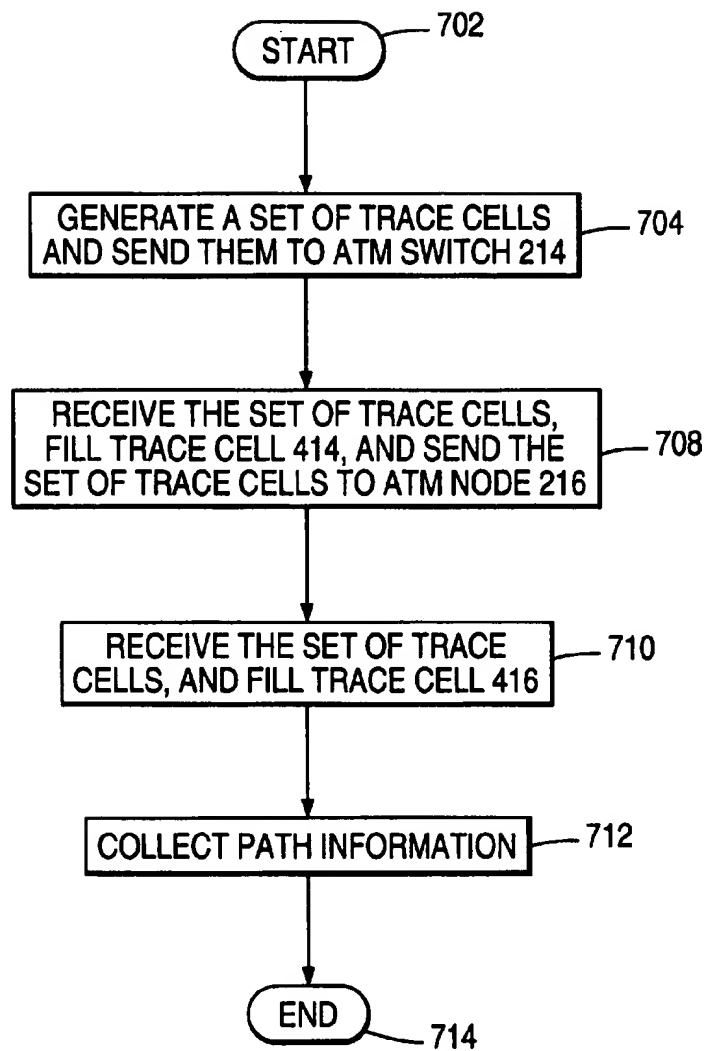 START
702
GENERATE A SET OF TRACE CELLS
AND SEND THEM TO ATM SWITCH 214
704
RECEIVE THE SET OF TRACE CELLS,
FILL TRACE CELL 414, AND SEND THE
SET OF TRACE CELLS TO ATM NODE 216
708
RECEIVE THE SET OF TRACE
CELLS, AND FILL TRACE CELL 416
710
COLLECT PATH INFORMATION
712
END
714